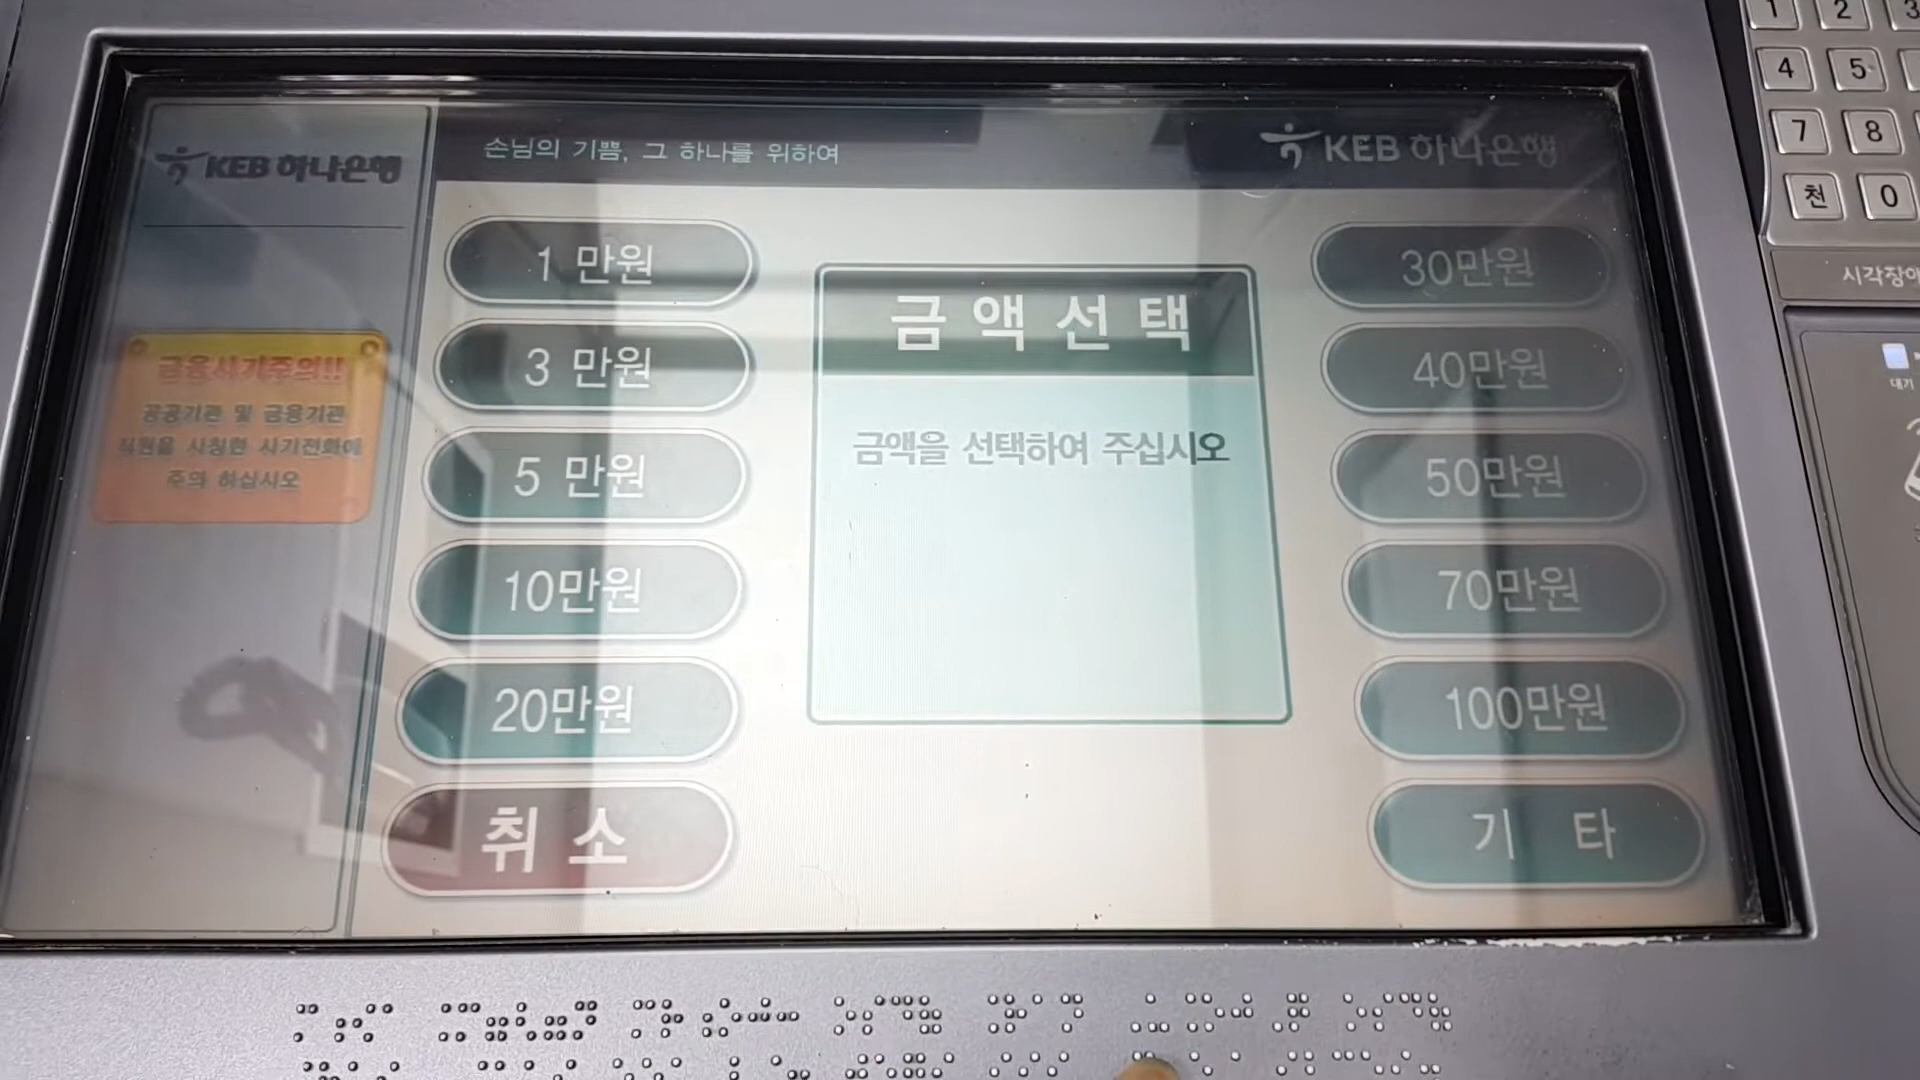 KEB 하나은행
손님의 기쁨, 그 하나를 위하여
KEB 하나은행
금융사기주의!!
공공기관 및 금융기관
직원을 사칭한 사기전화에
주의 하십시오
1 만원
3 만원
5 만원
10만원
20만원
취 소
금 액 선 택
금액을 선택하여 주십시오
30만원
40만원
50만원
70만원
100만원
기 타
1 2 3
4 5
7 8
천 0
시각장애
대기